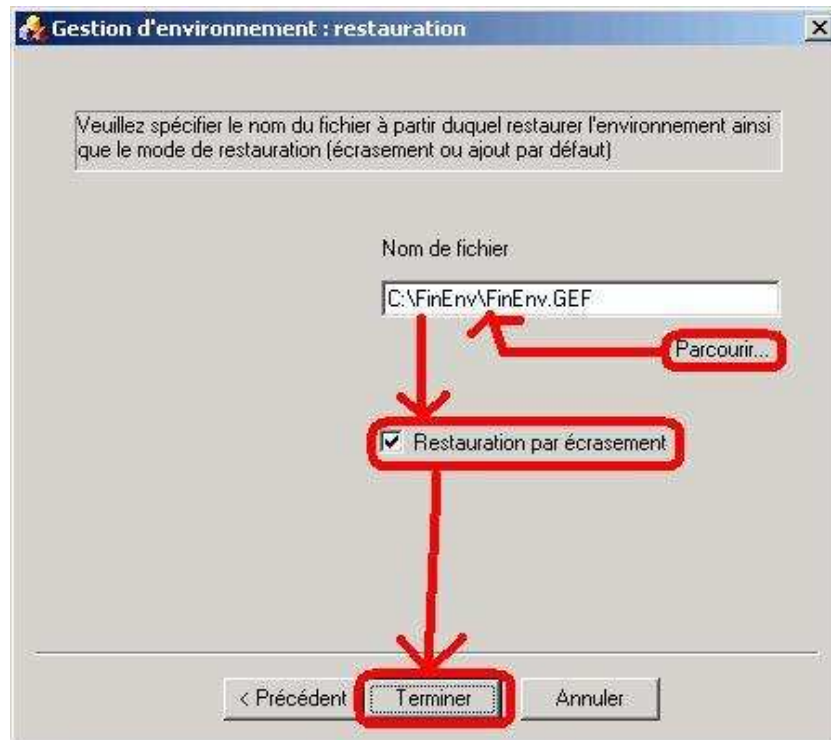 Gestion d'environnement : restauration
Veuillez spécifier le nom du fichier à partir duquel restaurer l'environnement ainsi
que le mode de restauration (écrasement ou ajout par défaut)
Nom de fichier
C:\FinEnv\FinEnv.GEF
Parcourir...
Restauration par écrasement
< Précédent Terminer Annuler